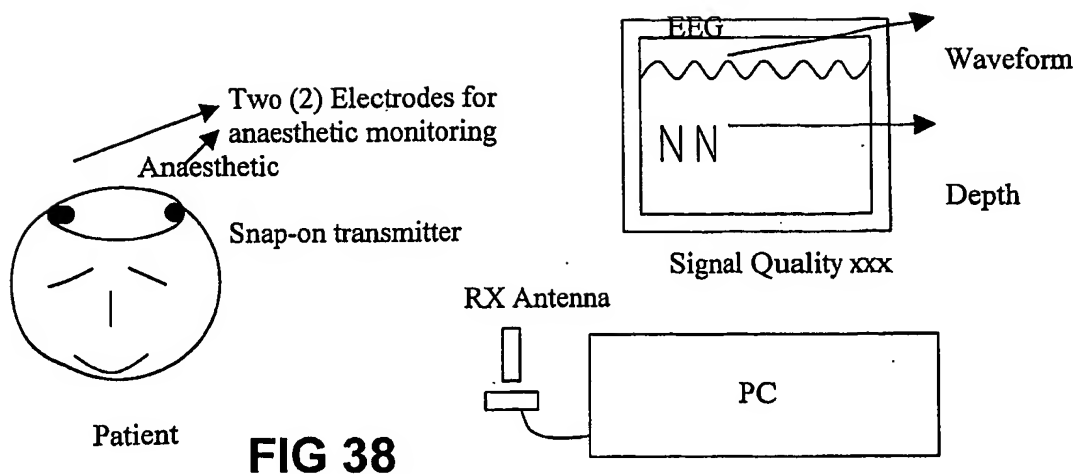 EEG
Waveform
Two (2) Electrodes for
anaesthetic monitoring
Anaesthetic
NN
Depth
Snap-on transmitter
Signal Quality xxx
RX Antenna
PC
Patient
FIG 38